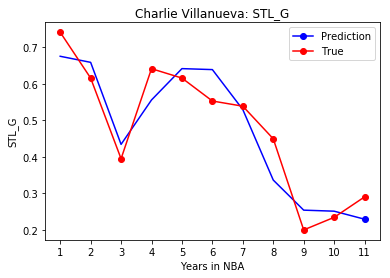 Charlie Villanueva: STL_G
Prediction
True
0.7
0.6
0.5
0.4
0.3
0.2
STL_G
1 2 3 4 5 6 7 8 9 10 11
Years in NBA